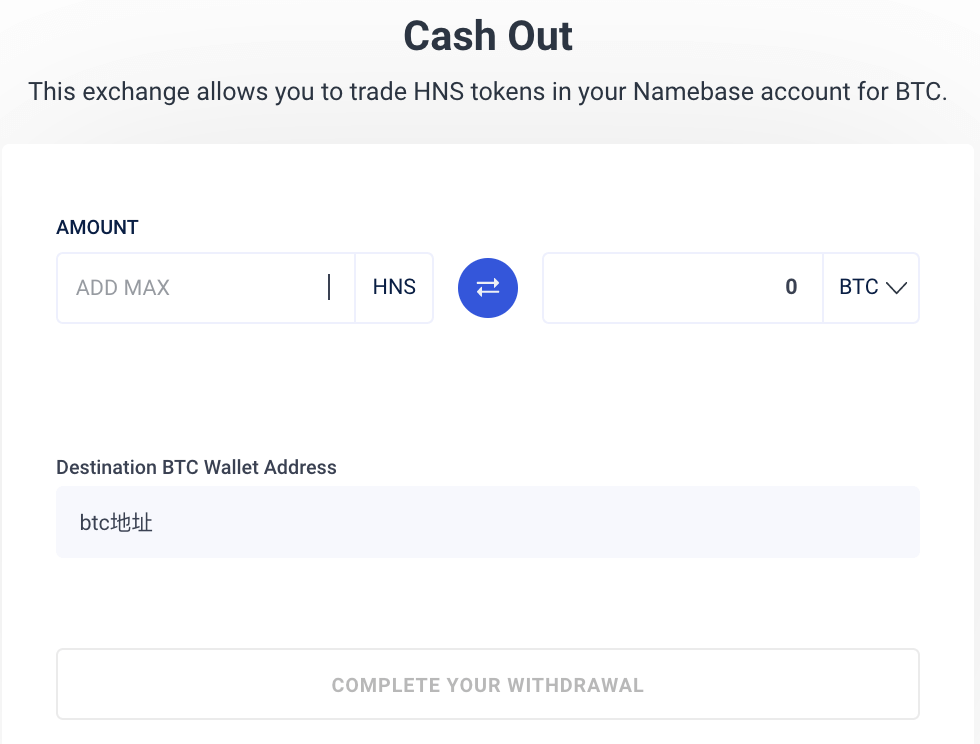 Cash Out
This exchange allows you to trade HNS tokens in your Namebase account for BTC.
AMOUNT
ADD MAX HNS 0 BTC
Destination BTC Wallet Address
btc地址
COMPLETE YOUR WITHDRAWAL